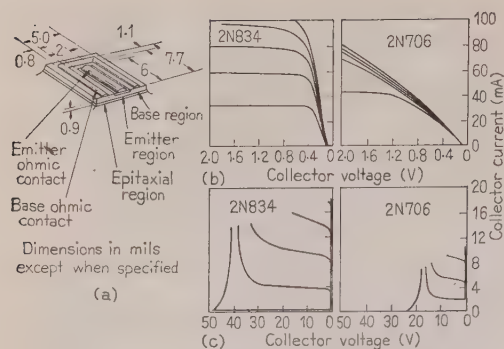 5.0
0.8
2
1.1
7.7
6
0.9
Base region
Emitter
region
Epitaxial
region
Emitter
ohmic
contact
Base ohmic
contact
Dimensions in mils
except when specified
(a)
2N834
2N706
100
80
60
40
20
0
Collector current (mA)
2.0 1.6 1.2 0.8 0.4 0
2.0 1.6 1.2 0.8 0.4 0
(b) Collector voltage (V)
2N834
2N706
20
16
12
8
4
0
50 40 30 20 10 0
50 40 30 20 10 0
(c) Collector voltage (V)